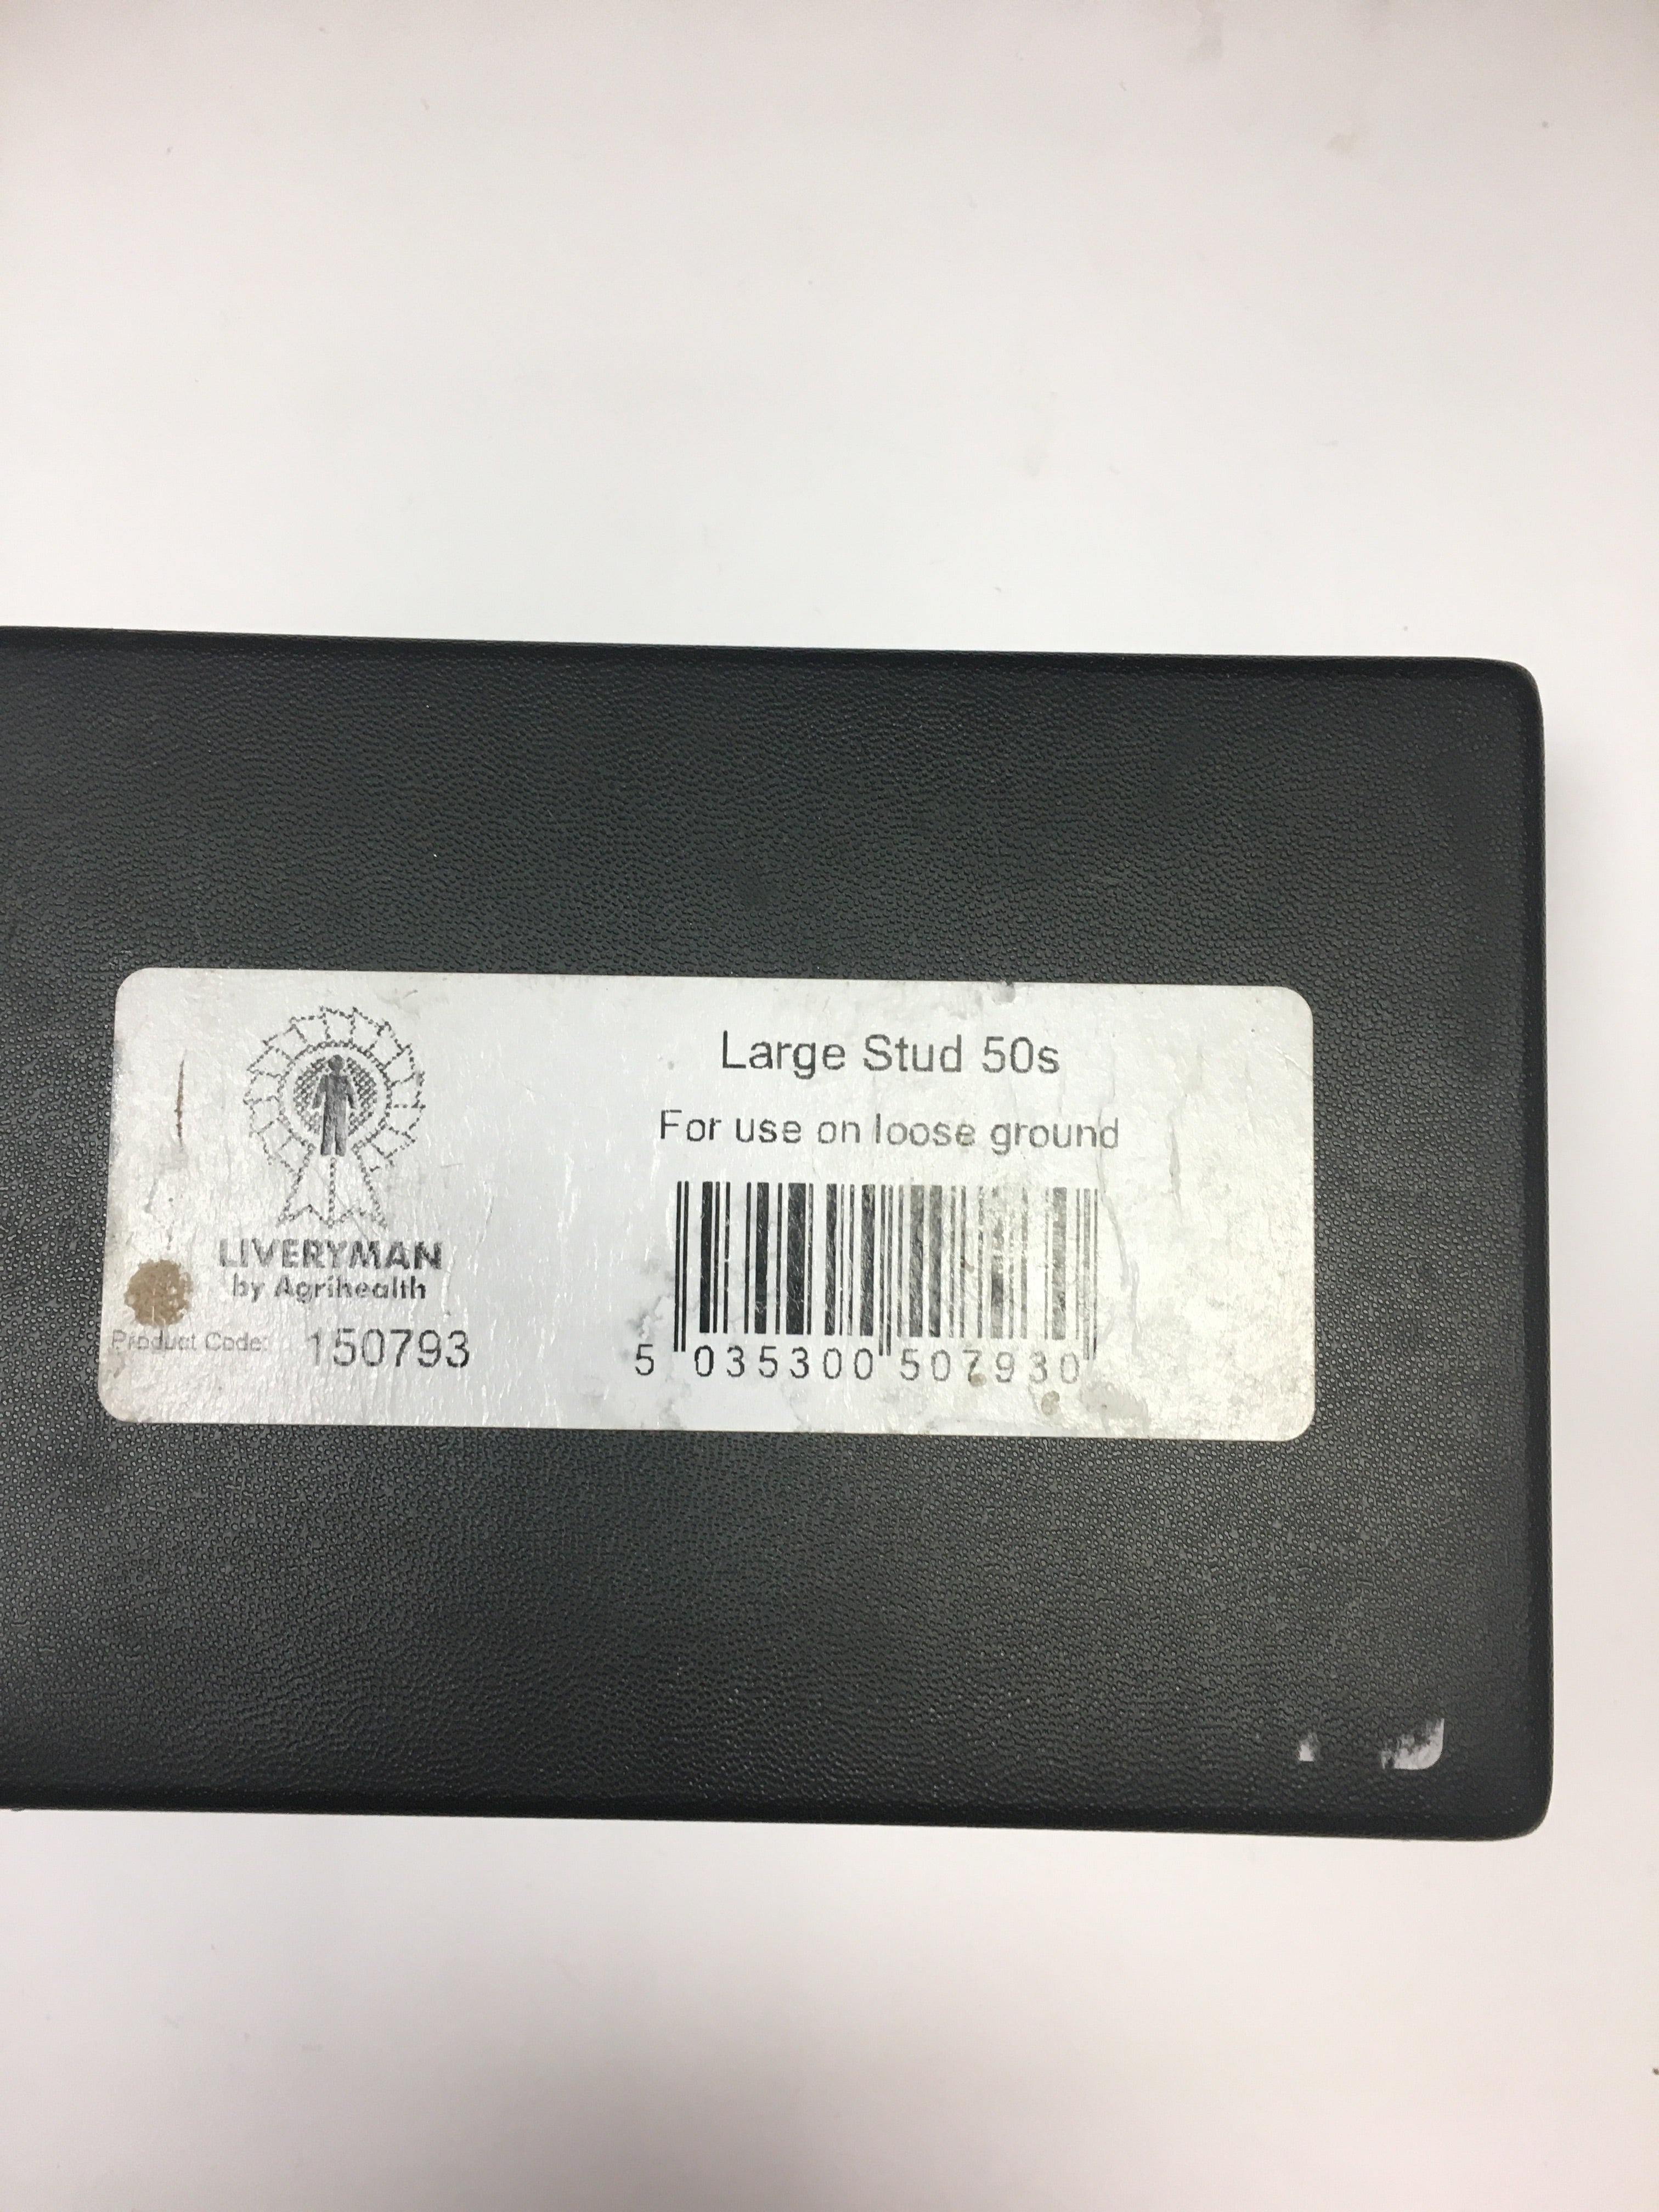 Large Stud 50s
For use on loose ground
LIVERYMAN
by Agrihealth
Product Code: 150793
5 035300 507930